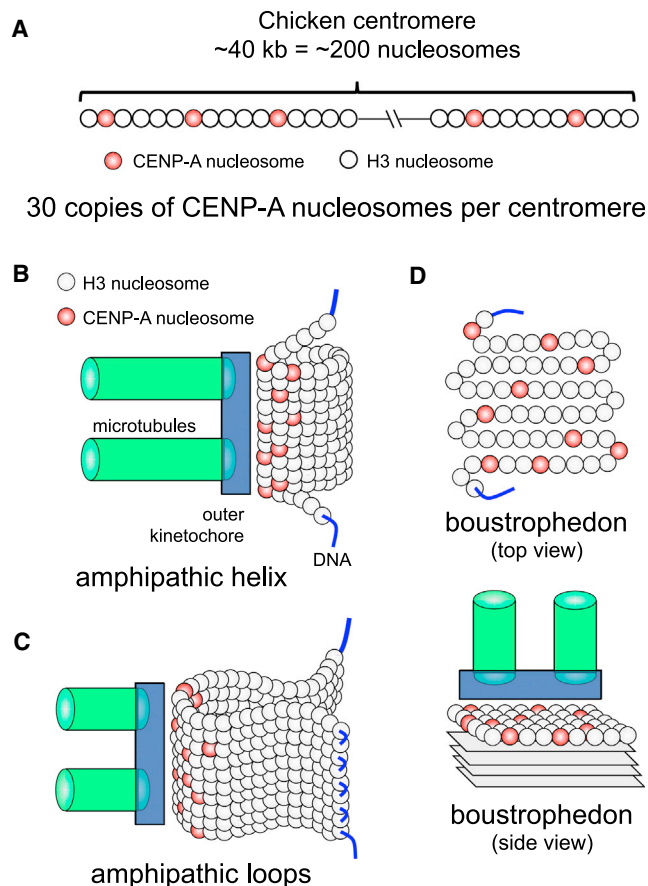 A
Chicken centromere
~40 kb = ~200 nucleosomes
CENP-A nucleosome
H3 nucleosome
30 copies of CENP-A nucleosomes per centromere
B
H3 nucleosome
CENP-A nucleosome
microtubules
outer
kinetochore
DNA
amphipathic helix
C
amphipathic loops
D
boustrophedon
(top view)
boustrophedon
(side view)